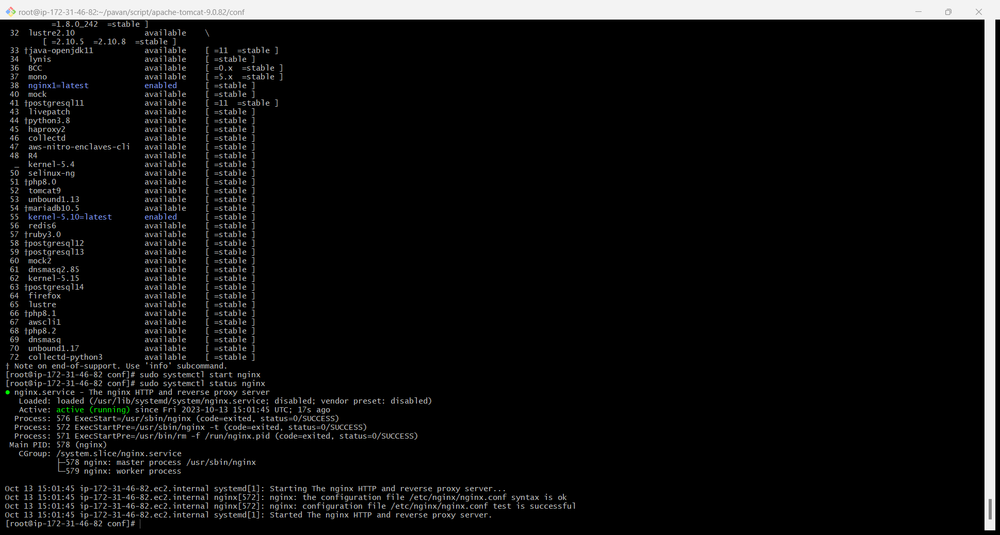 root@ip-172-31-46-82:~/pavan/script/apache-tomcat-9.0.82/conf
=1.8.0_242  =stable ]
32  lustre2.10               available    \
[ =2.10.5  =2.10.8  =stable ]
33 †java-openjdk11           available    [ =11  =stable ]
34  lynis                    available    [ =stable ]
36  BCC                      available    [ =0.x  =stable ]
37  mono                     available    [ =5.x  =stable ]
38  nginx1=latest            enabled      [ =stable ]
40  mock                     available    [ =stable ]
41 †postgresql11             available    [ =11  =stable ]
43  livepatch                available    [ =stable ]
44 †python3.8                available    [ =stable ]
45  haproxy2                 available    [ =stable ]
46  collectd                 available    [ =stable ]
47  aws-nitro-enclaves-cli   available    [ =stable ]
48  R4                       available    [ =stable ]
_  kernel-5.4               available    [ =stable ]
50  selinux-ng               available    [ =stable ]
51 †php8.0                   available    [ =stable ]
52  tomcat9                  available    [ =stable ]
53  unbound1.13              available    [ =stable ]
54 †mariadb10.5              available    [ =stable ]
55  kernel-5.10=latest       enabled      [ =stable ]
56  redis6                   available    [ =stable ]
57 †ruby3.0                  available    [ =stable ]
58 †postgresql12             available    [ =stable ]
59 †postgresql13             available    [ =stable ]
60  mock2                    available    [ =stable ]
61  dnsmasq2.85              available    [ =stable ]
62  kernel-5.15              available    [ =stable ]
63 †postgresql14             available    [ =stable ]
64  firefox                  available    [ =stable ]
65  lustre                   available    [ =stable ]
66 †php8.1                   available    [ =stable ]
67  awscli1                  available    [ =stable ]
68 †php8.2                   available    [ =stable ]
69  dnsmasq                  available    [ =stable ]
70  unbound1.17              available    [ =stable ]
72  collectd-python3         available    [ =stable ]
† Note on end-of-support. Use 'info' subcommand.
[root@ip-172-31-46-82 conf]# sudo systemctl start nginx
[root@ip-172-31-46-82 conf]# sudo systemctl status nginx
● nginx.service - The nginx HTTP and reverse proxy server
Loaded: loaded (/usr/lib/systemd/system/nginx.service; disabled; vendor preset: disabled)
Active: active (running) since Fri 2023-10-13 15:01:45 UTC; 17s ago
Process: 576 ExecStart=/usr/sbin/nginx (code=exited, status=0/SUCCESS)
Process: 572 ExecStartPre=/usr/sbin/nginx -t (code=exited, status=0/SUCCESS)
Process: 571 ExecStartPre=/usr/bin/rm -f /run/nginx.pid (code=exited, status=0/SUCCESS)
Main PID: 578 (nginx)
CGroup: /system.slice/nginx.service
├─578 nginx: master process /usr/sbin/nginx
└─579 nginx: worker process
Oct 13 15:01:45 ip-172-31-46-82.ec2.internal systemd[1]: Starting The nginx HTTP and reverse proxy server...
Oct 13 15:01:45 ip-172-31-46-82.ec2.internal nginx[572]: nginx: the configuration file /etc/nginx/nginx.conf syntax is ok
Oct 13 15:01:45 ip-172-31-46-82.ec2.internal nginx[572]: nginx: configuration file /etc/nginx/nginx.conf test is successful
Oct 13 15:01:45 ip-172-31-46-82.ec2.internal systemd[1]: Started The nginx HTTP and reverse proxy server.
[root@ip-172-31-46-82 conf]#